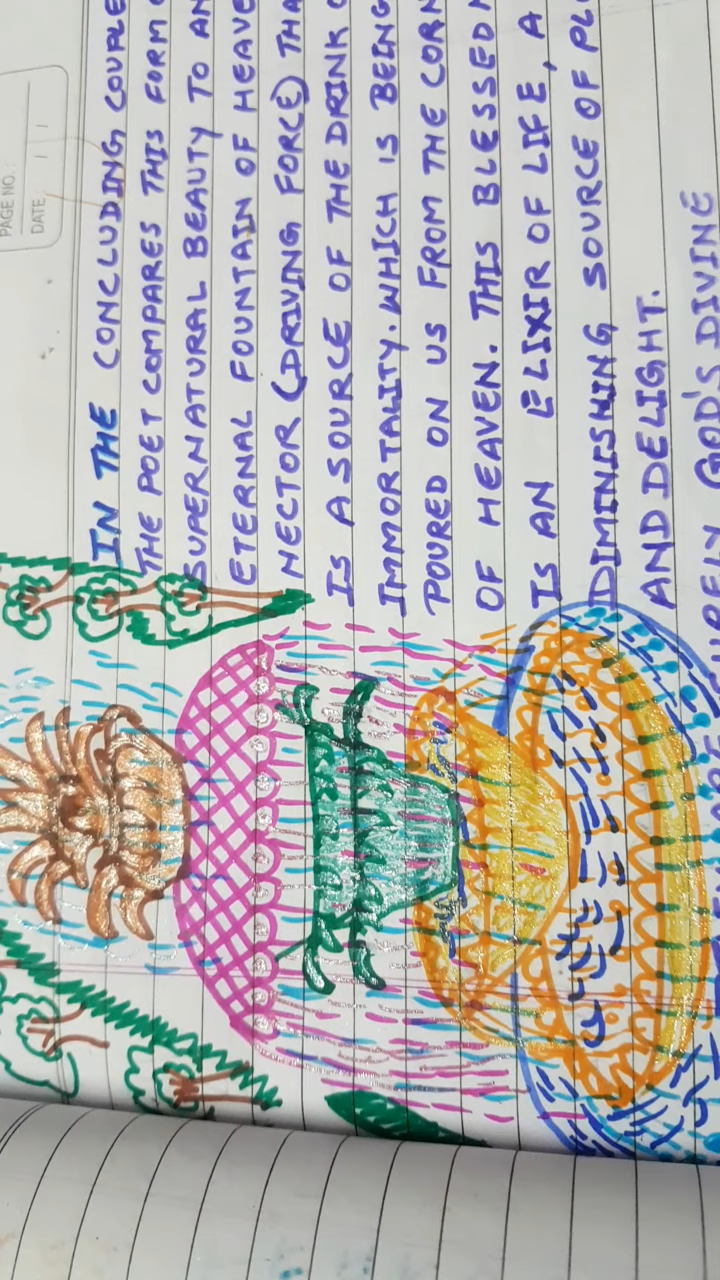 PAGE NO.:
DATE: / /
IN THE CONCLUDING COUPLE
THE POET COMPARES THIS FORM
SUPERNATURAL BEAUTY TO AN
ETERNAL FOUNTAIN OF HEAVE
NECTOR (DRIVING FORCE) THA
IS A SOURCE OF THE DRINK
IMMORTALITY. WHICH IS BEING
POURED ON US FROM THE CORN
OF HEAVEN. THIS BLESSED
IS AN ELIXIR OF LIFE, A
DIMINISHING SOURCE OF PL
AND DELIGHT.
GOD'S DIVINE